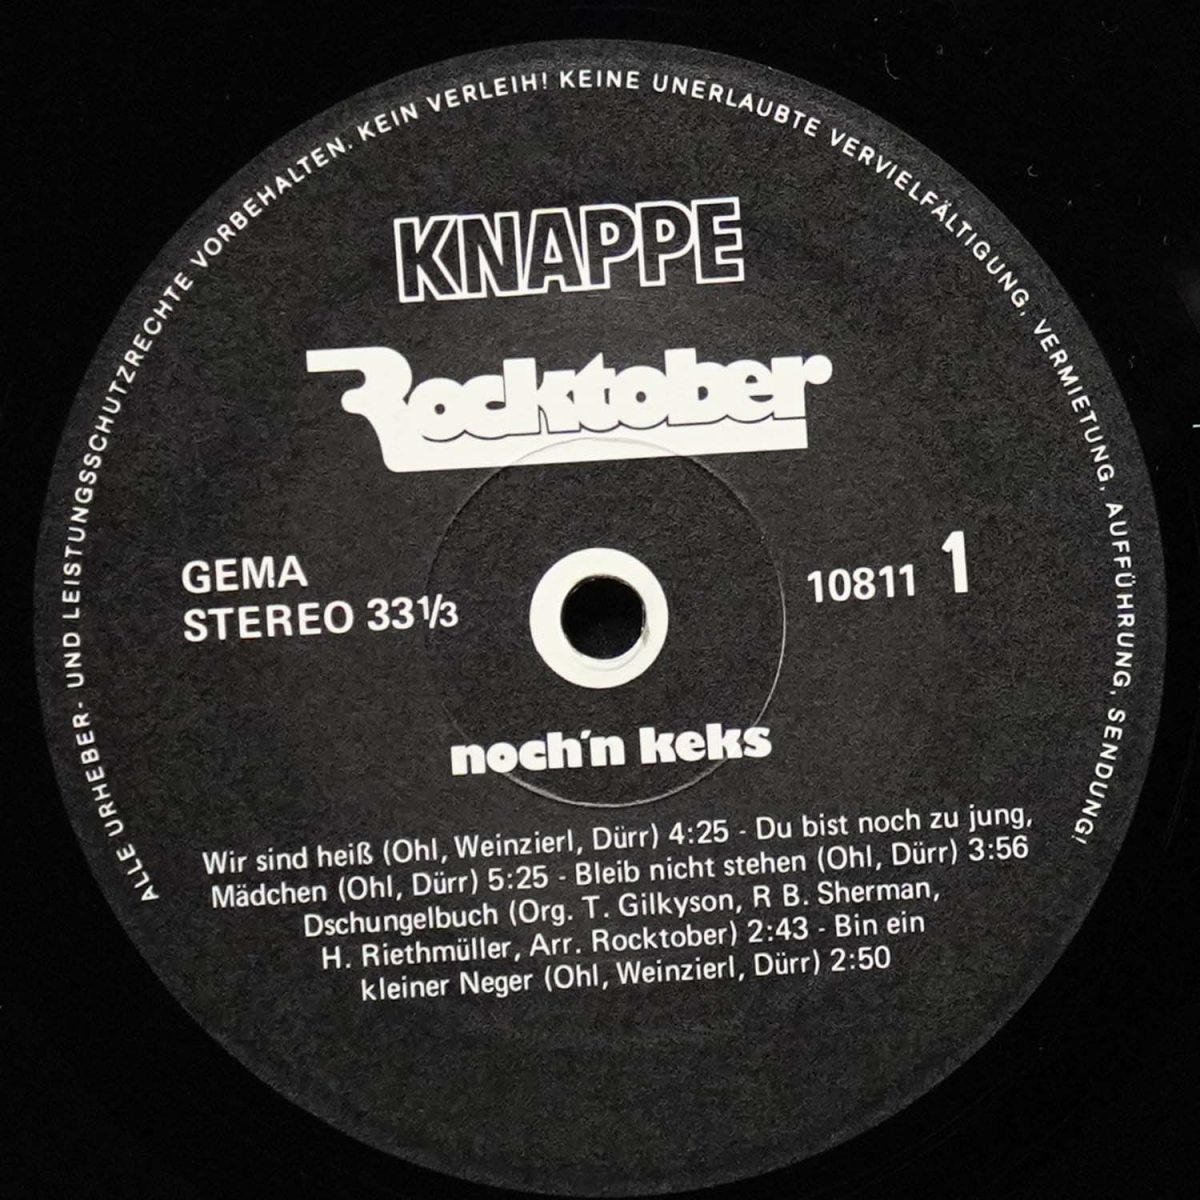 ALLE URHEBER- UND LEISTUNGSSCHUTZRECHTE VORBEHALTEN. KEIN VERLEIH! KEINE UNERLAUBTE VERVIELFÄLTIGUNG, VERMIETUNG, AUFFÜHRUNG, SENDUNG!
KNAPPE
Rocktober
GEMA
STEREO 33 1/3
10811 1
noch'n keks
Wir sind heiß (Ohl, Weinzierl, Dürr) 4:25 - Du bist noch zu jung,
Mädchen (Ohl, Dürr) 5:25 - Bleib nicht stehen (Ohl, Dürr) 3:56
Dschungelbuch (Org. T. Gilkyson, R B. Sherman,
H. Riethmüller, Arr. Rocktober) 2:43 - Bin ein
kleiner Neger (Ohl, Weinzierl, Dürr) 2:50